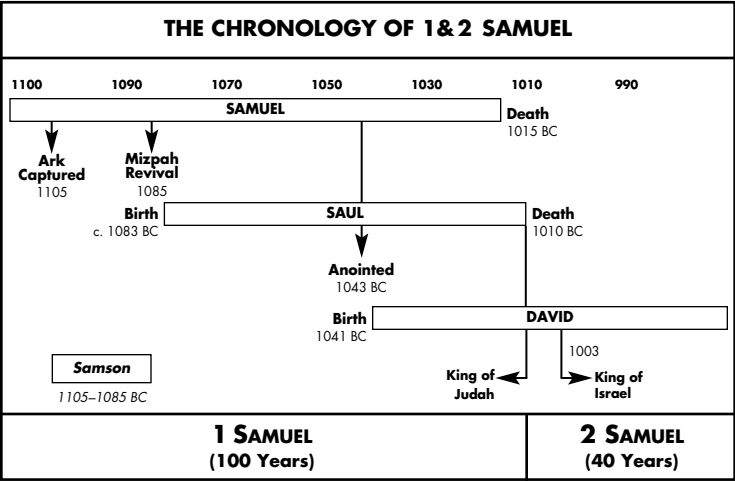 THE CHRONOLOGY OF 1 & 2 SAMUEL
1100 1090 1070 1050 1030 1010 990
SAMUEL
Death
1015 BC
Ark
Captured
1105
Mizpah
Revival
1085
Birth
c. 1083 BC
SAUL
Death
1010 BC
Anointed
1043 BC
Birth
1041 BC
DAVID
1003
King of
Judah
King of
Israel
Samson
1105–1085 BC
1 SAMUEL
(100 Years)
2 SAMUEL
(40 Years)